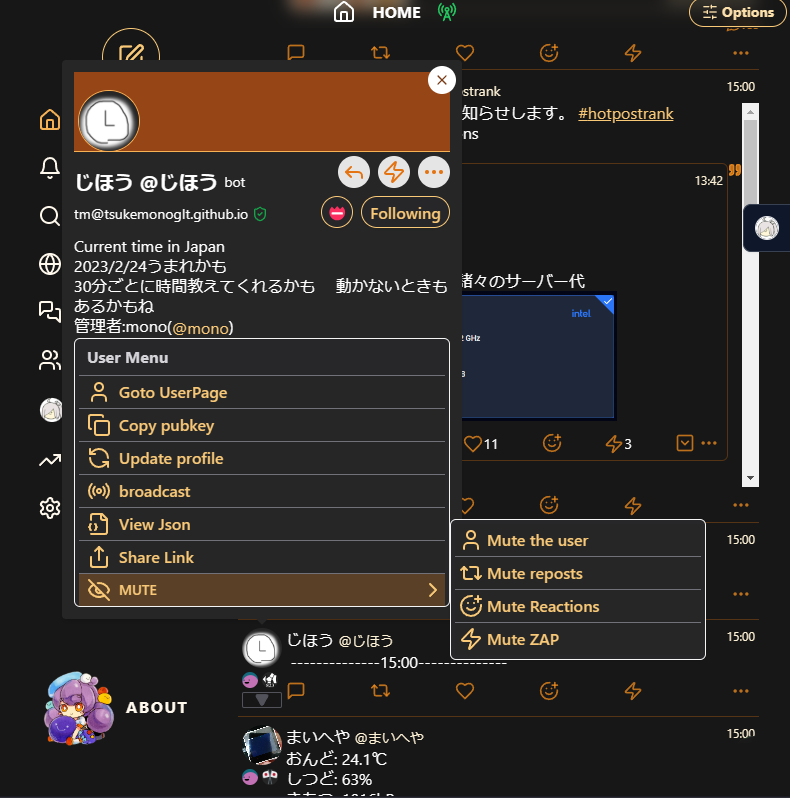 HOME
Options
15:00
知らせします。 #hotpostrank
13:42
じほう @じほう bot
tm@tsukemonoglt.github.io
Following
Current time in Japan
2023/2/24うまれかも
30分ごとに時間教えてくれるかも　動かないときも
あるかもね
管理者:mono(@mono)
諸々のサーバー代
intel
GHz
User Menu
Goto UserPage
Copy pubkey
Update profile
broadcast
View Json
Share Link
MUTE
11
3
15:00
Mute the user
Mute reposts
Mute Reactions
Mute ZAP
じほう @じほう
15:00
--------------15:00--------------
ABOUT
まいへや @まいへや
15:00
おんど: 24.1℃
しつど: 63%